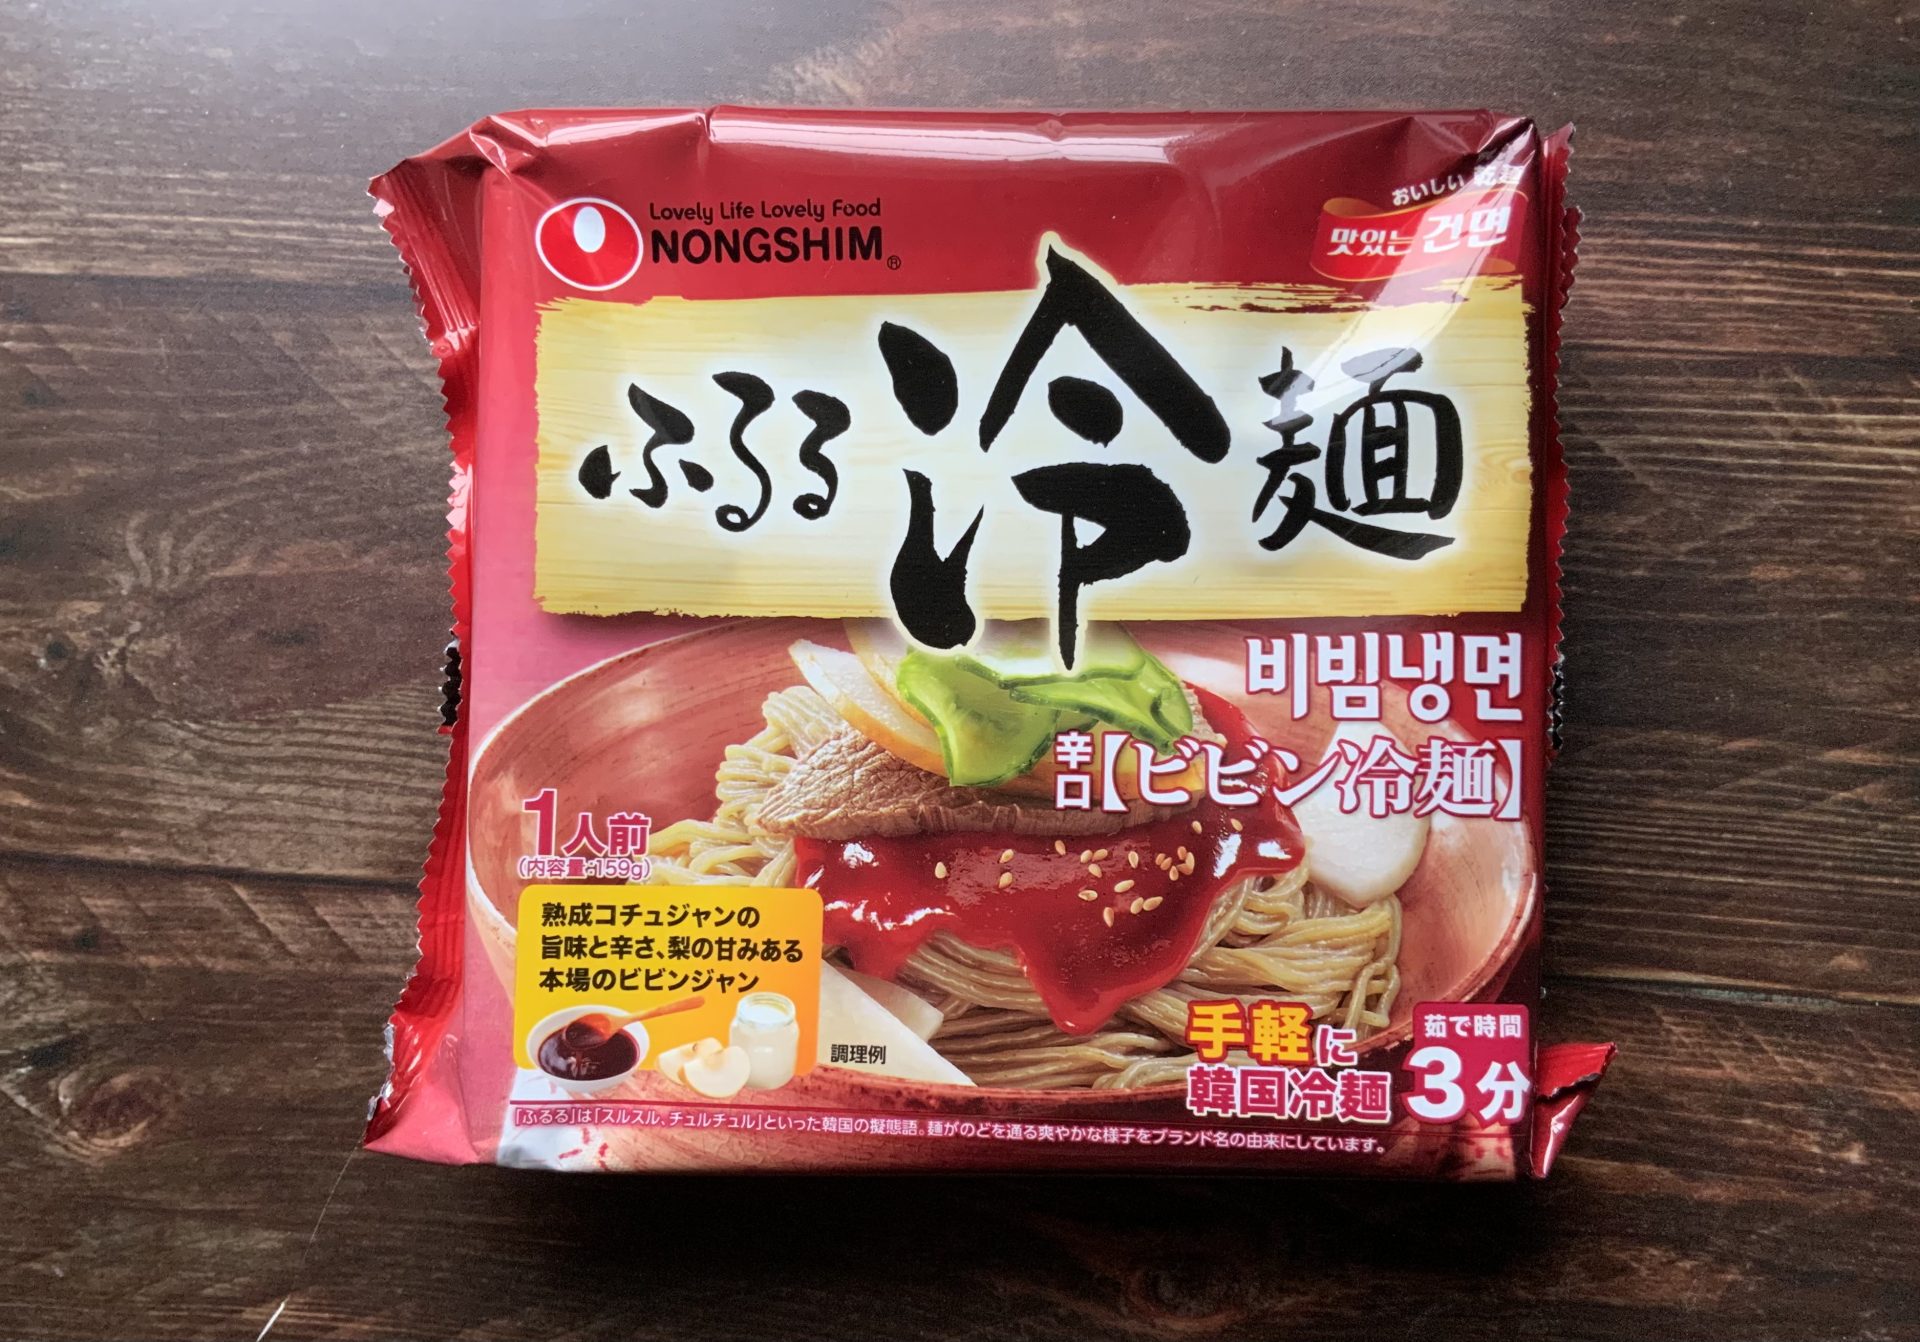 Lovely Life Lovely Food
NONGSHIM®
おいしい 乾麺
맛있는 건면
ふるる冷麺
비빔냉면
辛口【ビビン冷麺】
1人前
(内容量:159g)
熟成コチュジャンの
旨味と辛さ、梨の甘みある
本場のビビンジャン
調理例
手軽に
韓国冷麺
茹で時間
3分
「ふるる」は「スルスル、チュルチュル」といった韓国の擬態語。麺がのどを通る爽やかな様子をブランド名の由来にしています。